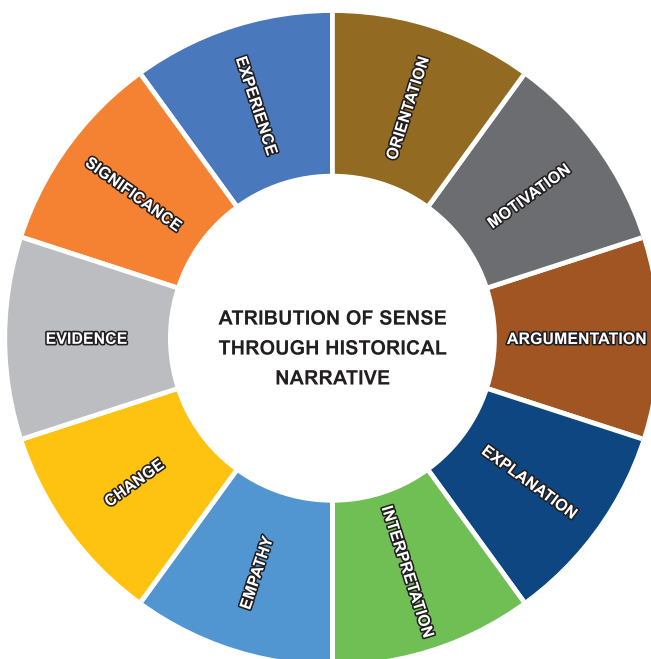 ORIENTATION
MOTIVATION
ARGUMENTATION
EXPLANATION
INTERPRETATION
EMPATHY
CHANGE
EVIDENCE
SIGNIFICANCE
EXPERIENCE
ATRIBUTION OF SENSE
THROUGH HISTORICAL
NARRATIVE